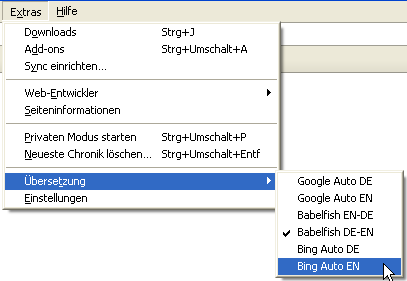 Extras Hilfe
Downloads Strg+J
Add-ons Strg+Umschalt+A
Sync einrichten...
Web-Entwickler
Seiteninformationen
Privaten Modus starten Strg+Umschalt+P
Neueste Chronik löschen... Strg+Umschalt+Entf
Übersetzung
Einstellungen
Google Auto DE
Google Auto EN
Babelfish EN-DE
Babelfish DE-EN
Bing Auto DE
Bing Auto EN